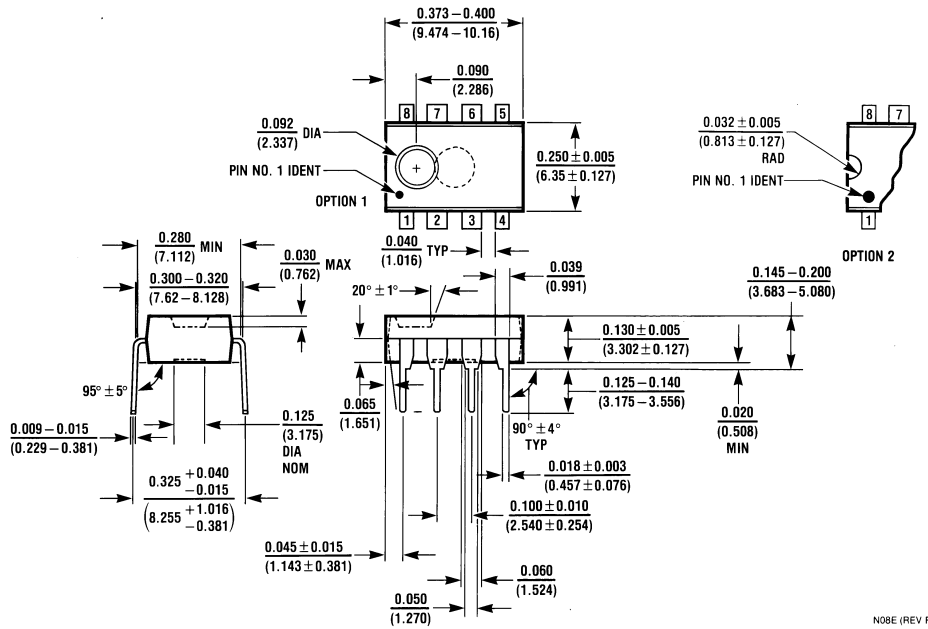 0.373 – 0.400
(9.474 – 10.16)
0.090
(2.286)
8 7 6 5
0.092 DIA
(2.337)
PIN NO. 1 IDENT
OPTION 1
1 2 3 4
0.250 ± 0.005
(6.35 ± 0.127)
8 7
0.032 ± 0.005
(0.813 ± 0.127)
RAD
PIN NO. 1 IDENT
1
OPTION 2
0.280 MIN
(7.112)
0.300 – 0.320
(7.62 – 8.128)
0.030 MAX
(0.762)
0.040 TYP
(1.016)
20° ± 1°
0.039
(0.991)
0.145 – 0.200
(3.683 – 5.080)
0.130 ± 0.005
(3.302 ± 0.127)
0.125 – 0.140
(3.175 – 3.556)
0.020
(0.508)
MIN
95° ± 5°
0.009 – 0.015
(0.229 – 0.381)
0.125
(3.175)
DIA
NOM
0.065
(1.651)
90° ± 4°
TYP
0.018 ± 0.003
(0.457 ± 0.076)
0.325 +0.040
−0.015
(8.255 +1.016
−0.381)
0.100 ± 0.010
(2.540 ± 0.254)
0.045 ± 0.015
(1.143 ± 0.381)
0.060
(1.524)
0.050
(1.270)
N08E (REV F